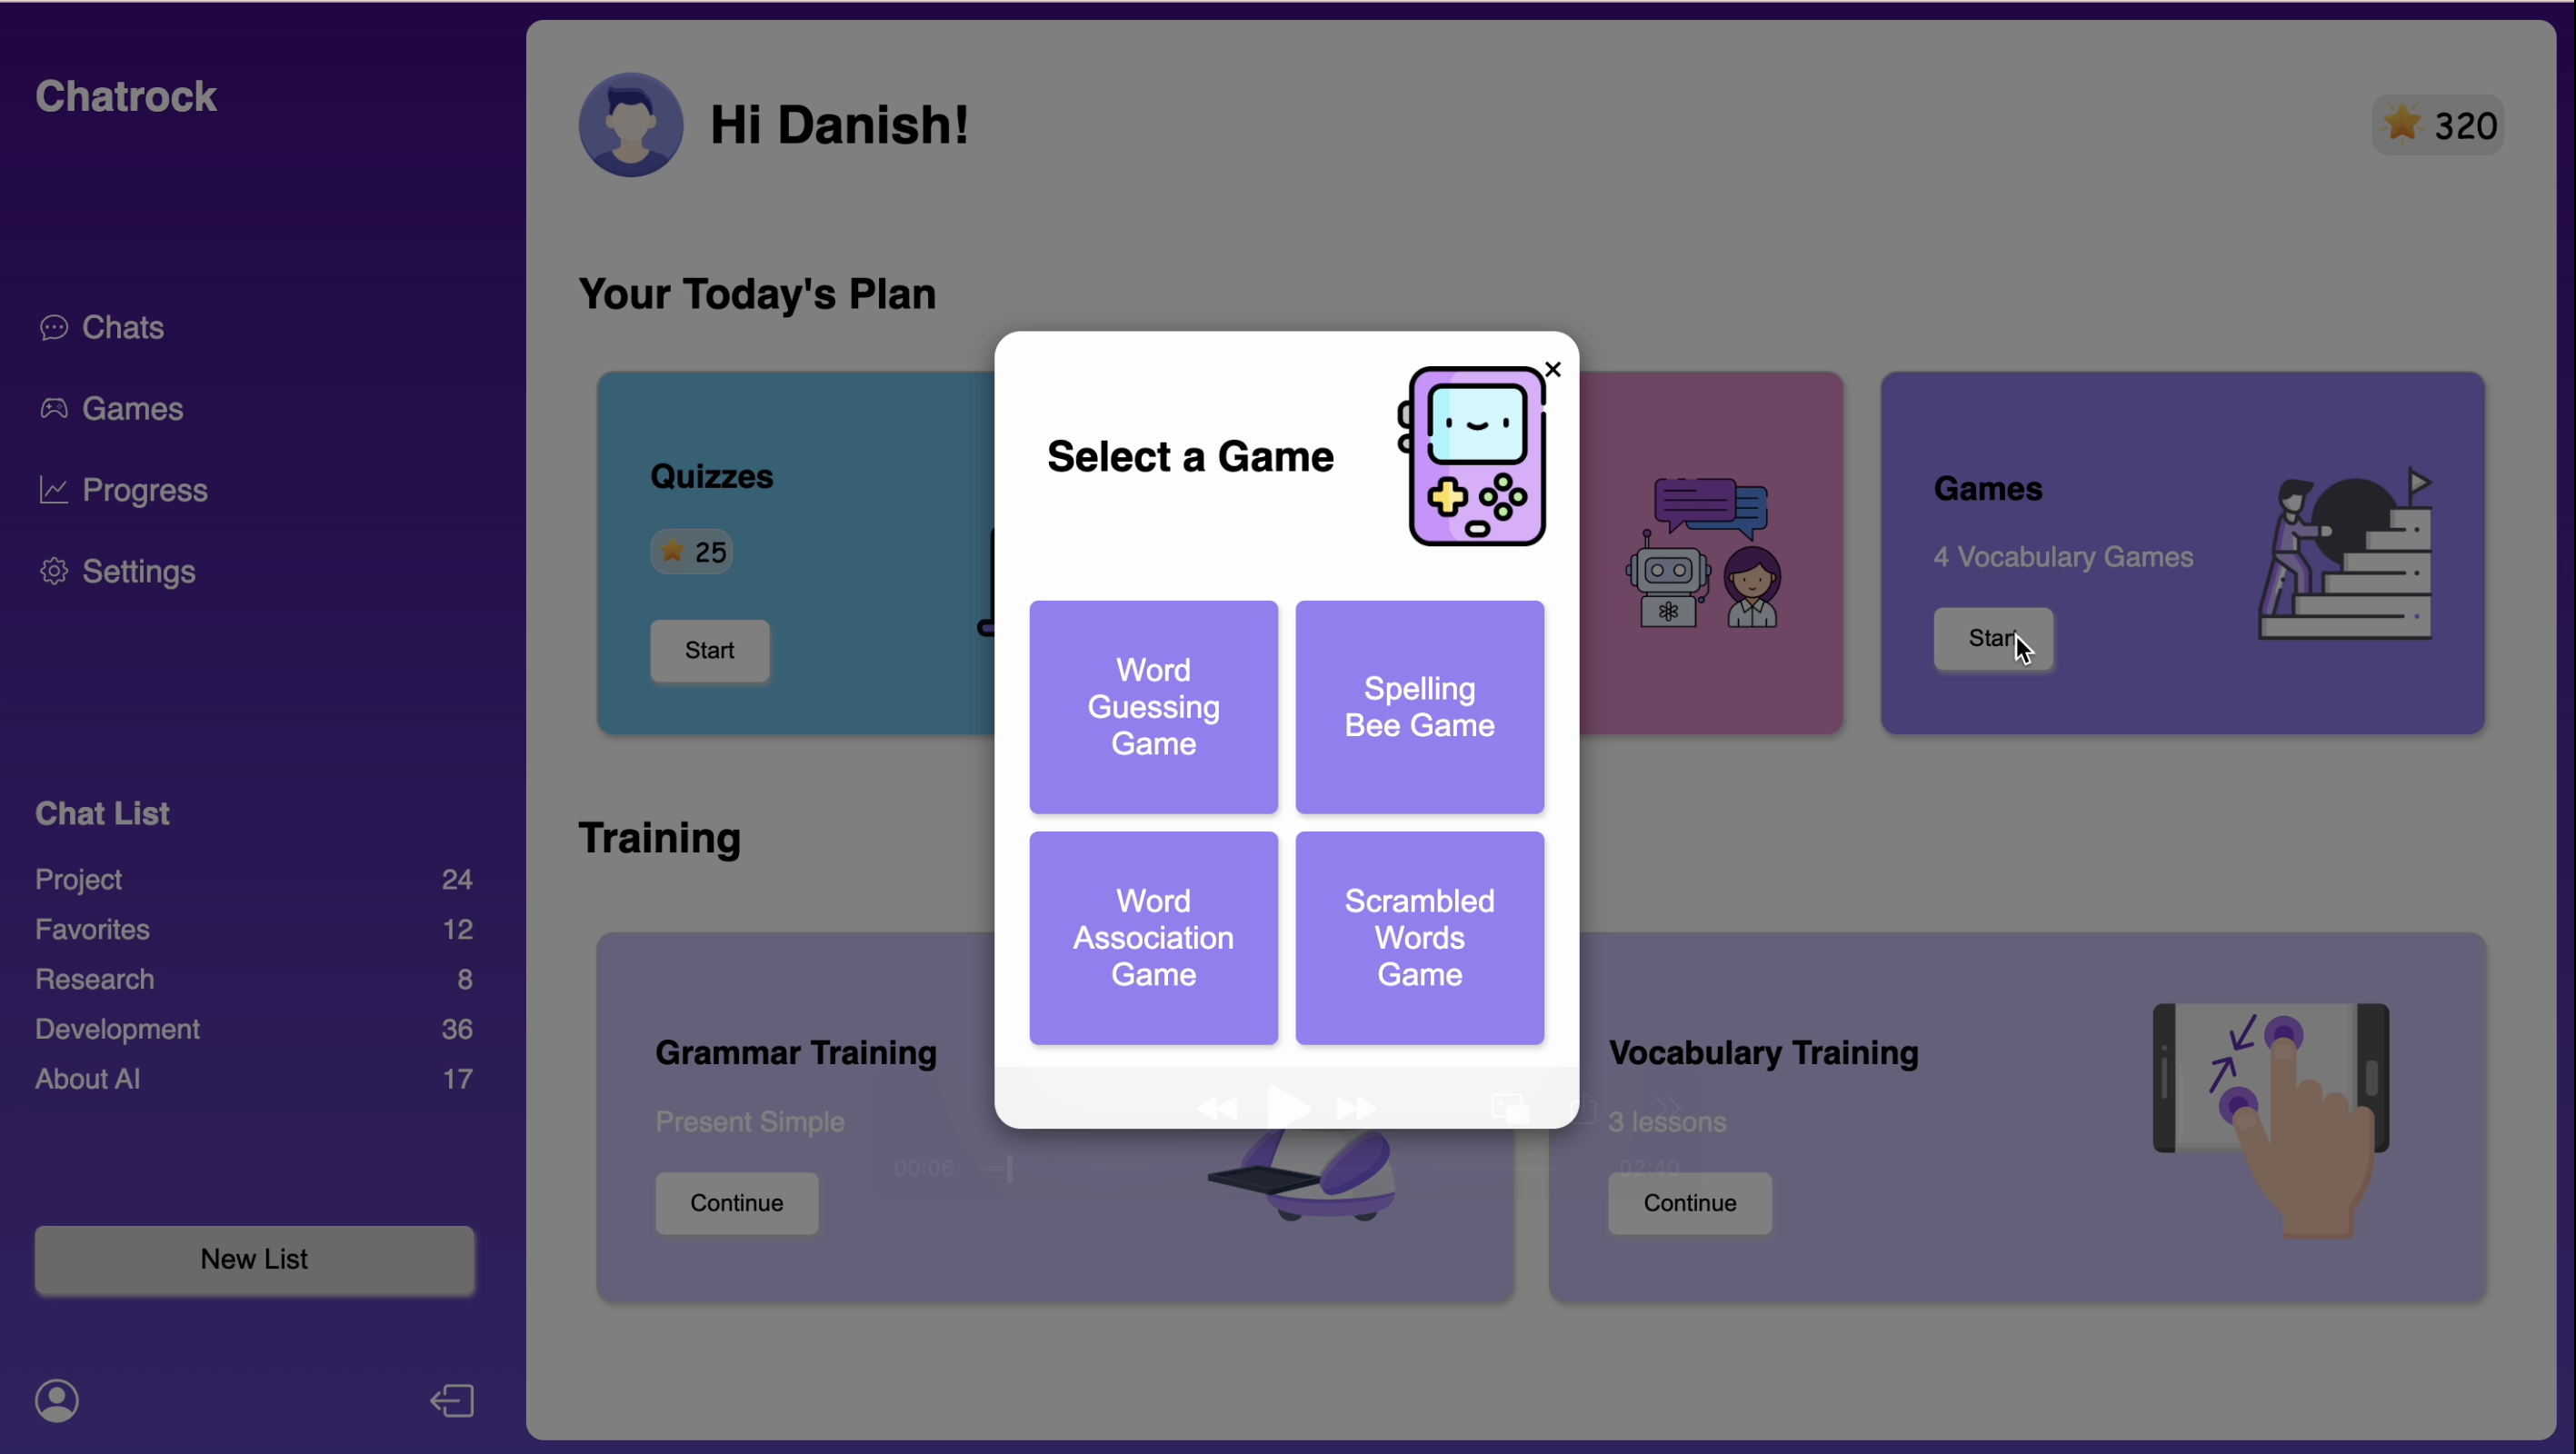 Chatrock
Chats
Games
Progress
Settings
Chat List
Project 24
Favorites 12
Research 8
Development 36
About AI 17
New List
Hi Danish!
320
Your Today's Plan
Quizzes
25
Start
Games
4 Vocabulary Games
Start
Select a Game
×
Word
Guessing
Game
Spelling
Bee Game
Word
Association
Game
Scrambled
Words
Game
Training
Grammar Training
Present Simple
Continue
Vocabulary Training
3 lessons
Continue
00:06
02:40